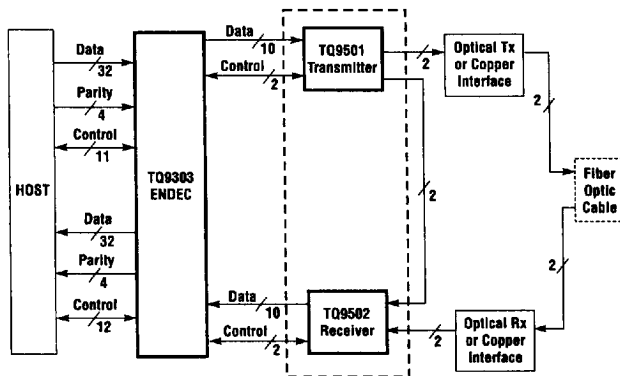 HOST
Data
32
Parity
4
Control
11
Data
32
Parity
4
Control
12
TQ9303
ENDEC
Data
10
Control
2
Data
10
Control
2
TQ9501
Transmitter
2
2
TQ9502
Receiver
2
Optical Tx
or Copper
Interface
2
Fiber
Optic
Cable
2
Optical Rx
or Copper
Interface